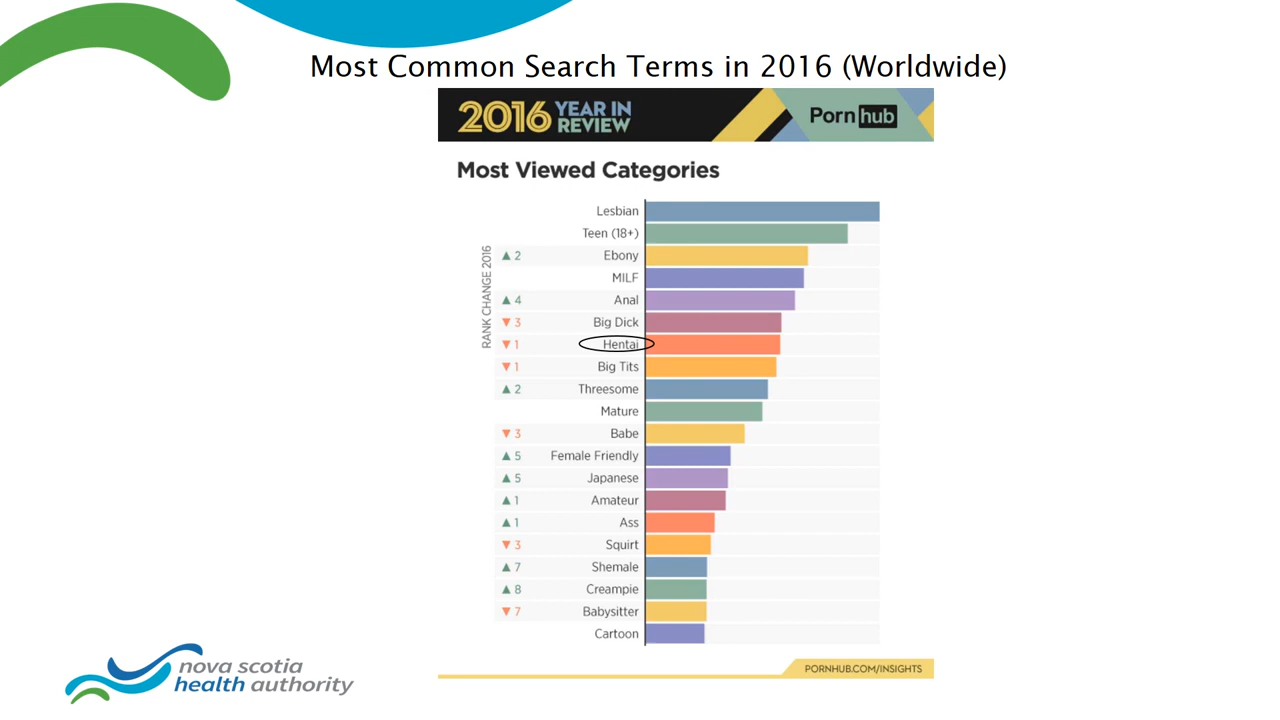 Most Common Search Terms in 2016 (Worldwide)
2016 YEAR IN REVIEW
Pornhub
Most Viewed Categories
RANK CHANGE 2016
Lesbian
Teen (18+)
▲ 2 Ebony
MILF
▲ 4 Anal
▼ 3 Big Dick
▼ 1 Hentai
▼ 1 Big Tits
▲ 2 Threesome
Mature
▼ 3 Babe
▲ 5 Female Friendly
▲ 5 Japanese
▲ 1 Amateur
▲ 1 Ass
▼ 3 Squirt
▲ 7 Shemale
▲ 8 Creampie
▼ 7 Babysitter
Cartoon
PORNHUB.COM/INSIGHTS
nova scotia
health authority